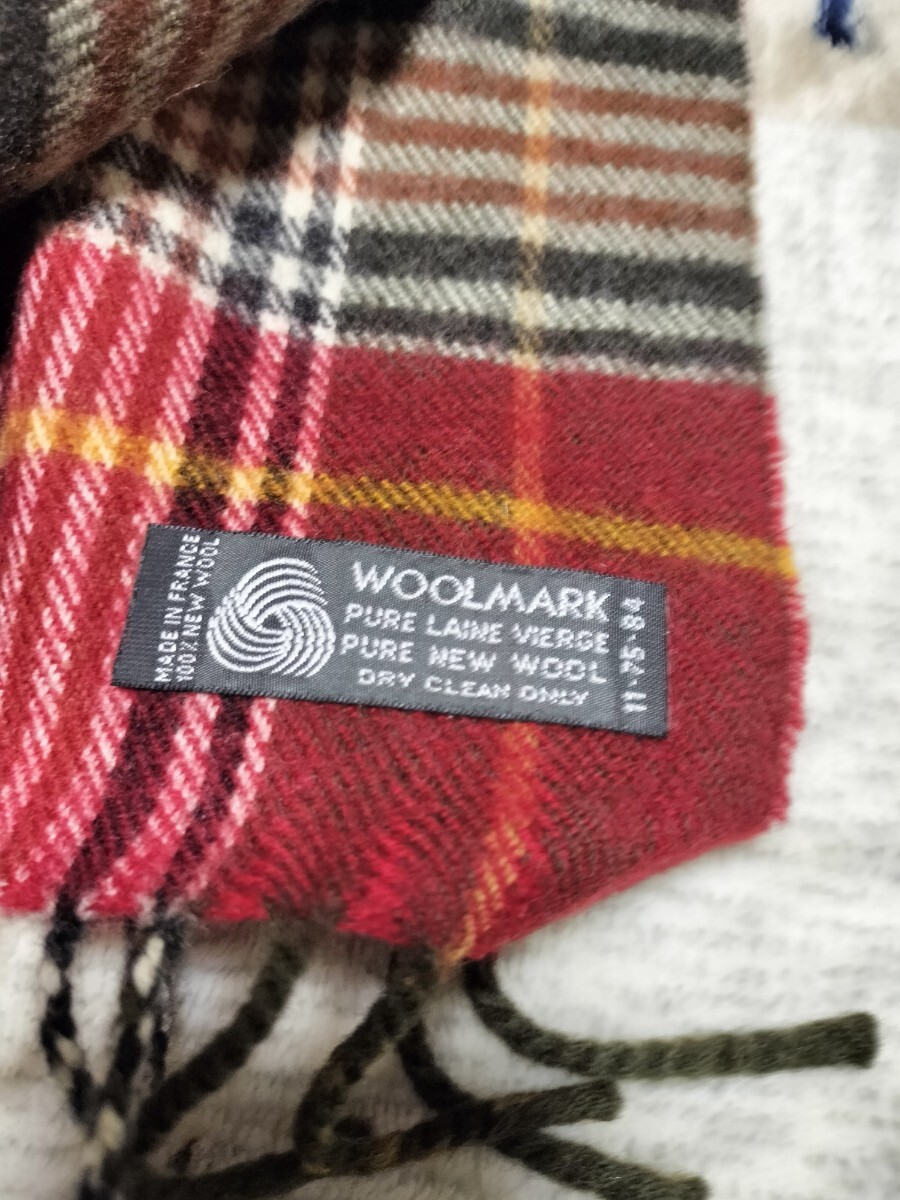 MADE IN FRANCE
100% NEW WOOL
WOOLMARK
PURE LAINE VIERGE
PURE NEW WOOL
DRY CLEAN ONLY
11-75-84